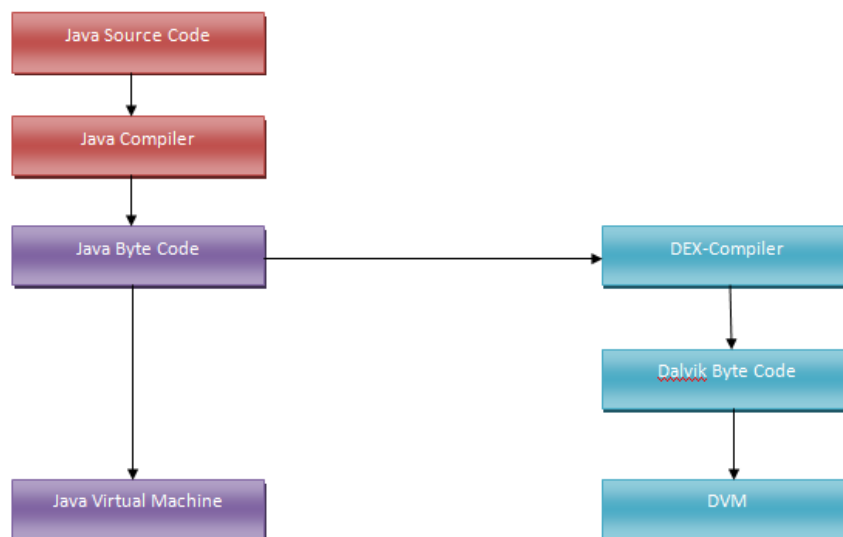 Java Source Code
Java Compiler
Java Byte Code
DEX-Compiler
Dalvik Byte Code
Java Virtual Machine
DVM